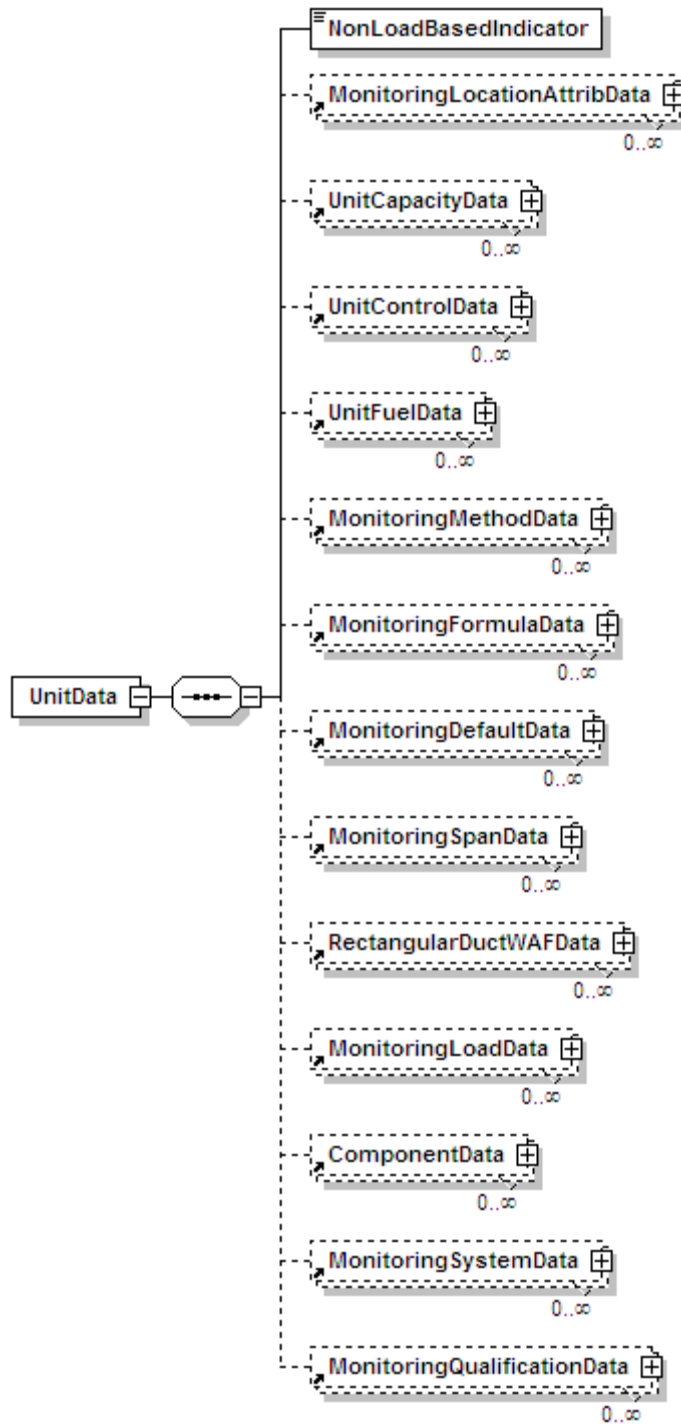 NonLoadBasedIndicator
MonitoringLocationAttribData
0..∞
UnitCapacityData
0..∞
UnitControlData
0..∞
UnitFuelData
0..∞
MonitoringMethodData
0..∞
MonitoringFormulaData
0..∞
UnitData
MonitoringDefaultData
0..∞
MonitoringSpanData
0..∞
RectangularDuctWAFData
0..∞
MonitoringLoadData
0..∞
ComponentData
0..∞
MonitoringSystemData
0..∞
MonitoringQualificationData
0..∞